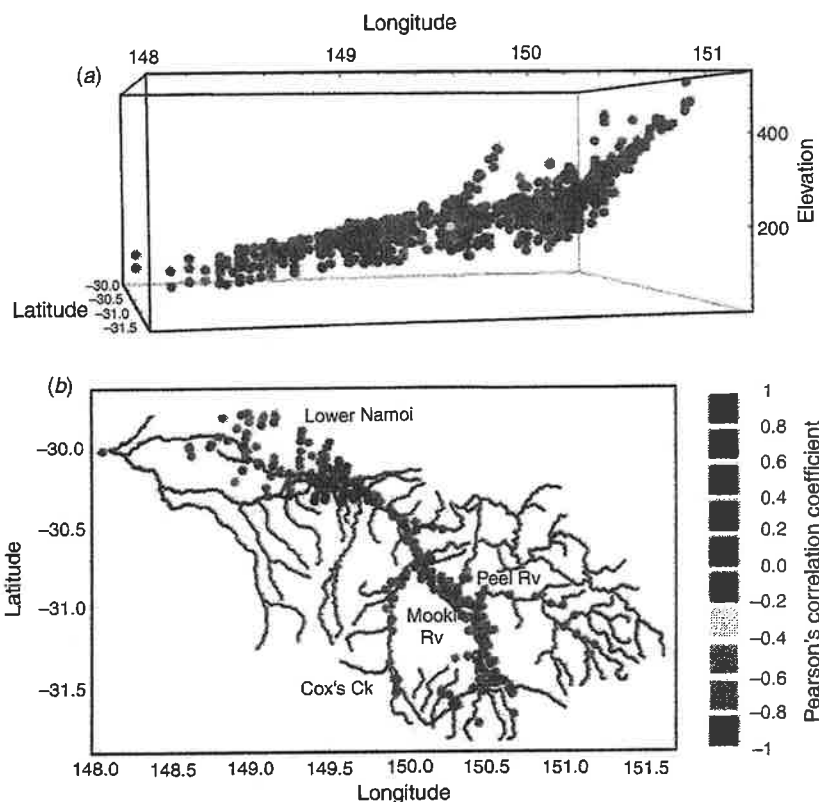 Longitude
148 149 150 151
(a)
400
200
Elevation
-30.0
-30.5
-31.0
-31.5
Latitude
(b)
Lower Namoi
Peel Rv
Mooki
Rv
Cox's Ck
-30.0
-30.5
-31.0
-31.5
Latitude
148.0 148.5 149.0 149.5 150.0 150.5 151.0 151.5
Longitude
1
0.8
0.6
0.4
0.2
0.0
-0.2
-0.4
-0.6
-0.8
-1
Pearson's correlation coefficient